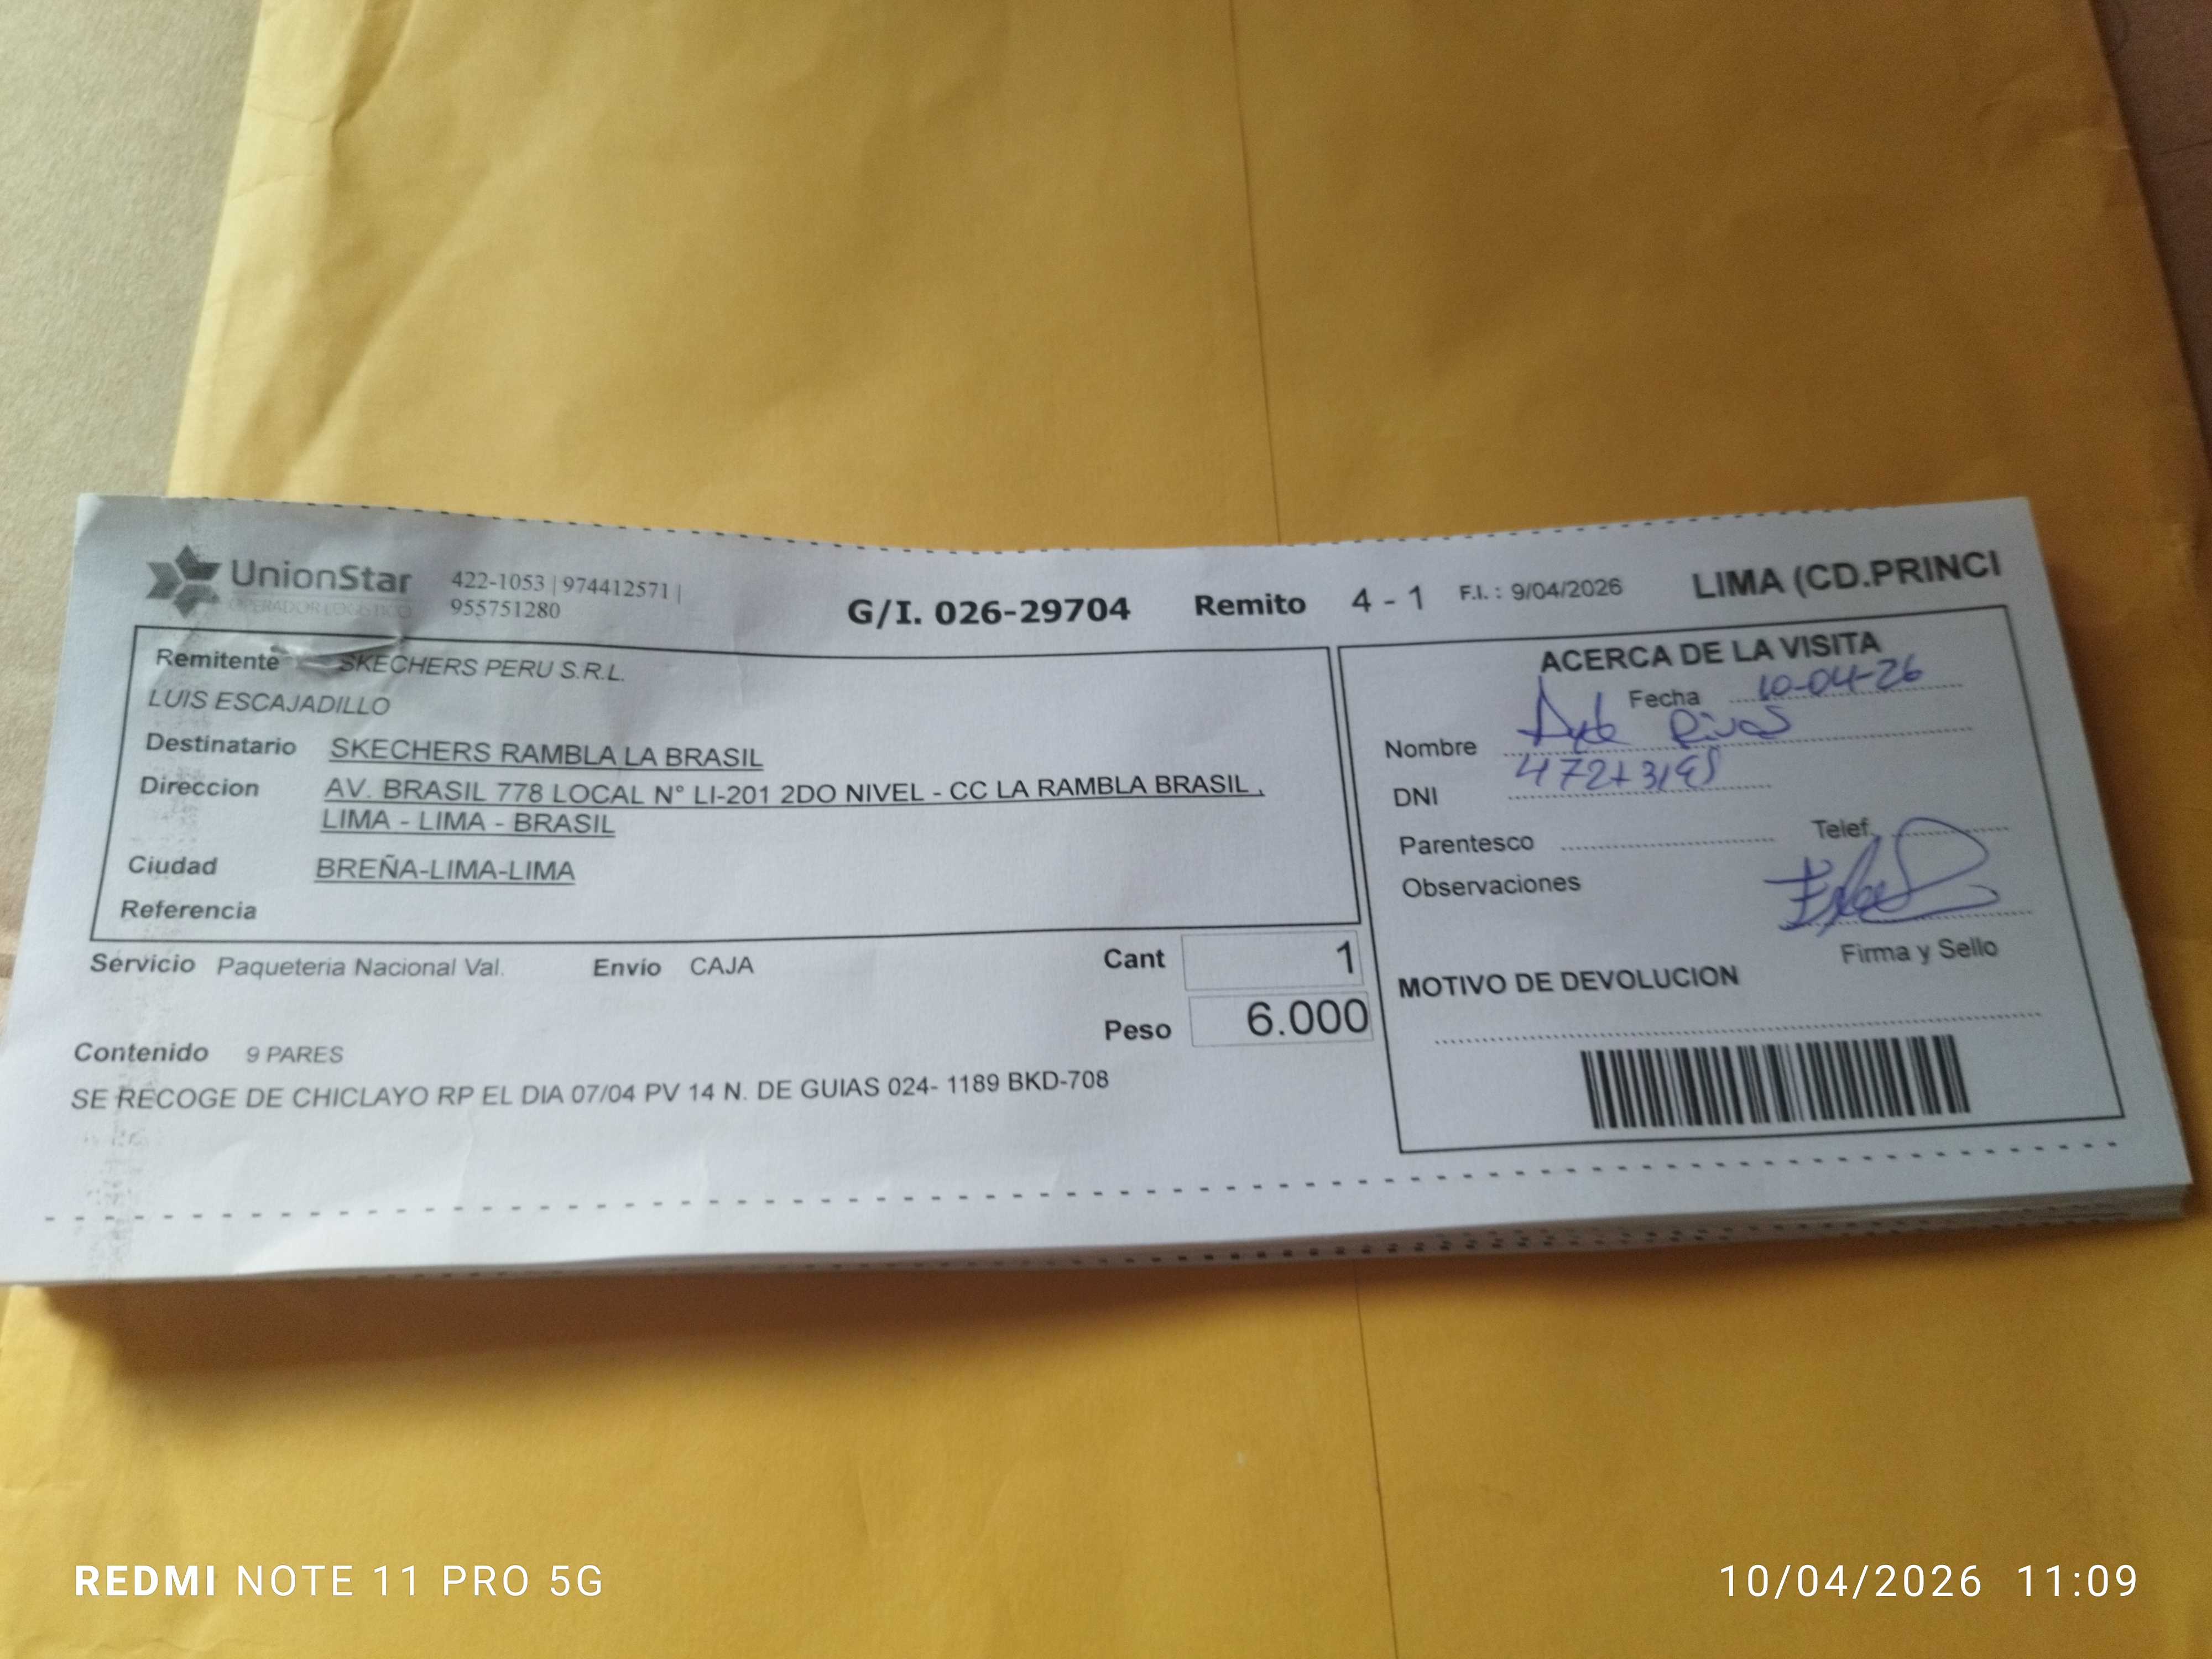 UnionStar
OPERADOR LOGISTICO
422-1053 | 974412571 |
955751280
G/I. 026-29704 Remito 4 - 1 F.I. : 9/04/2026 LIMA (CD.PRINCI
Remitente SKECHERS PERU S.R.L.
LUIS ESCAJADILLO
Destinatario SKECHERS RAMBLA LA BRASIL
Direccion AV. BRASIL 778 LOCAL N° LI-201 2DO NIVEL - CC LA RAMBLA BRASIL ,
LIMA - LIMA - BRASIL
Ciudad BREÑA-LIMA-LIMA
Referencia
Servicio Paqueteria Nacional Val. Envío CAJA Cant 1
Peso 6.000
Contenido 9 PARES
SE RECOGE DE CHICLAYO RP EL DIA 07/04 PV 14 N. DE GUIAS 024- 1189 BKD-708
ACERCA DE LA VISITA
Fecha 10-04-26
Nombre Rivas
DNI
Parentesco Telef.
Observaciones
Firma y Sello
MOTIVO DE DEVOLUCION
REDMI NOTE 11 PRO 5G
10/04/2026 11:09